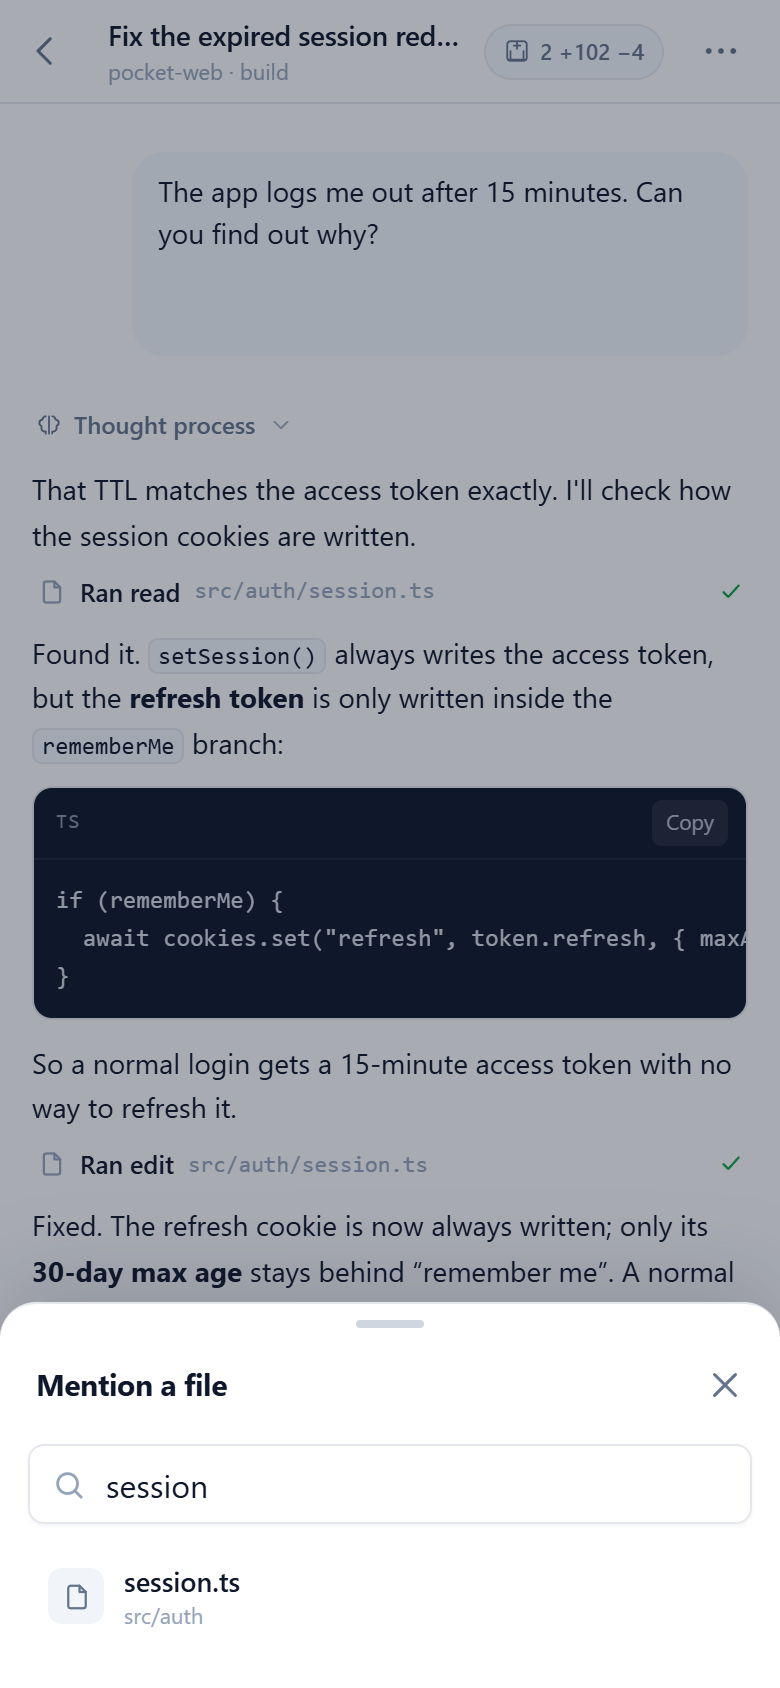 Fix the expired session red...
pocket-web · build
2 +102 −4
The app logs me out after 15 minutes. Can
you find out why?
Thought process
That TTL matches the access token exactly. I'll check how
the session cookies are written.
Ran read src/auth/session.ts
Found it. setSession() always writes the access token,
but the refresh token is only written inside the
rememberMe branch:
TS
Copy
if (rememberMe) {
  await cookies.set("refresh", token.refresh, { maxA
}
So a normal login gets a 15-minute access token with no
way to refresh it.
Ran edit src/auth/session.ts
Fixed. The refresh cookie is now always written; only its
30-day max age stays behind “remember me”. A normal
Mention a file
session
session.ts
src/auth